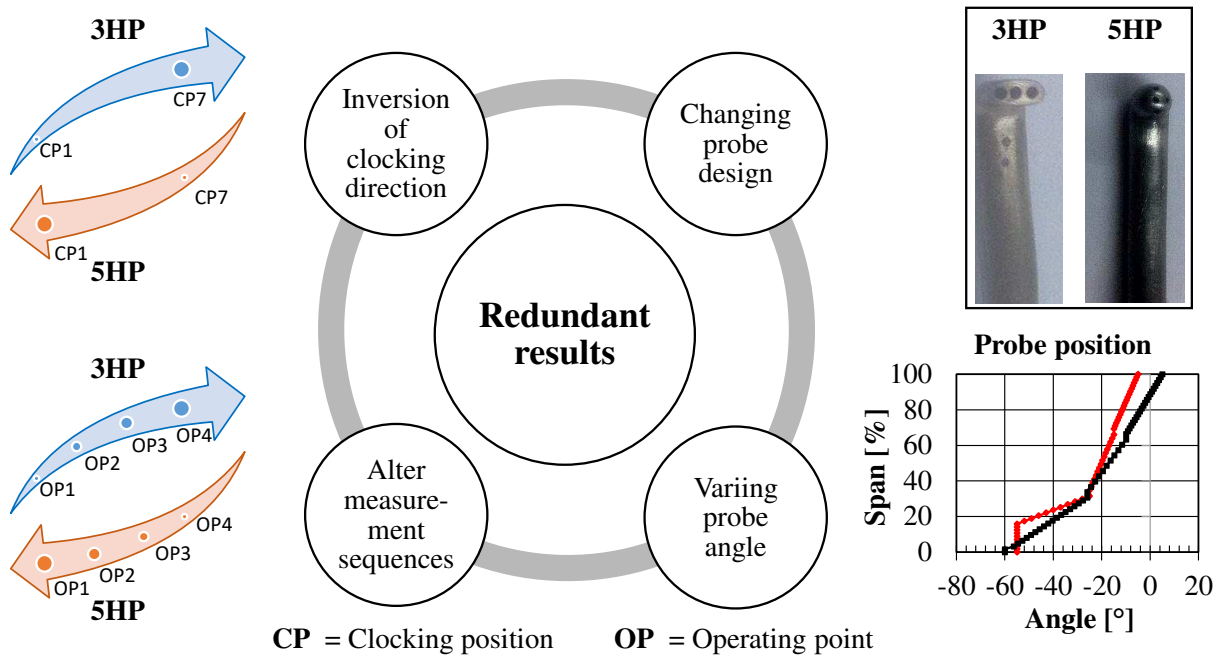 3HP
CP7
CP1
CP7
CP1
5HP
3HP
OP4
OP3
OP2
OP1
OP4
OP3
OP2
OP1
5HP
Inversion
of
clocking
direction
Changing
probe
design
Redundant
results
Alter
measure-
ment
sequences
Variing
probe
angle
CP = Clocking position OP = Operating point
3HP 5HP
Probe position
Span [%]
100
80
60
40
20
0
-80 -60 -40 -20 0 20
Angle [°]